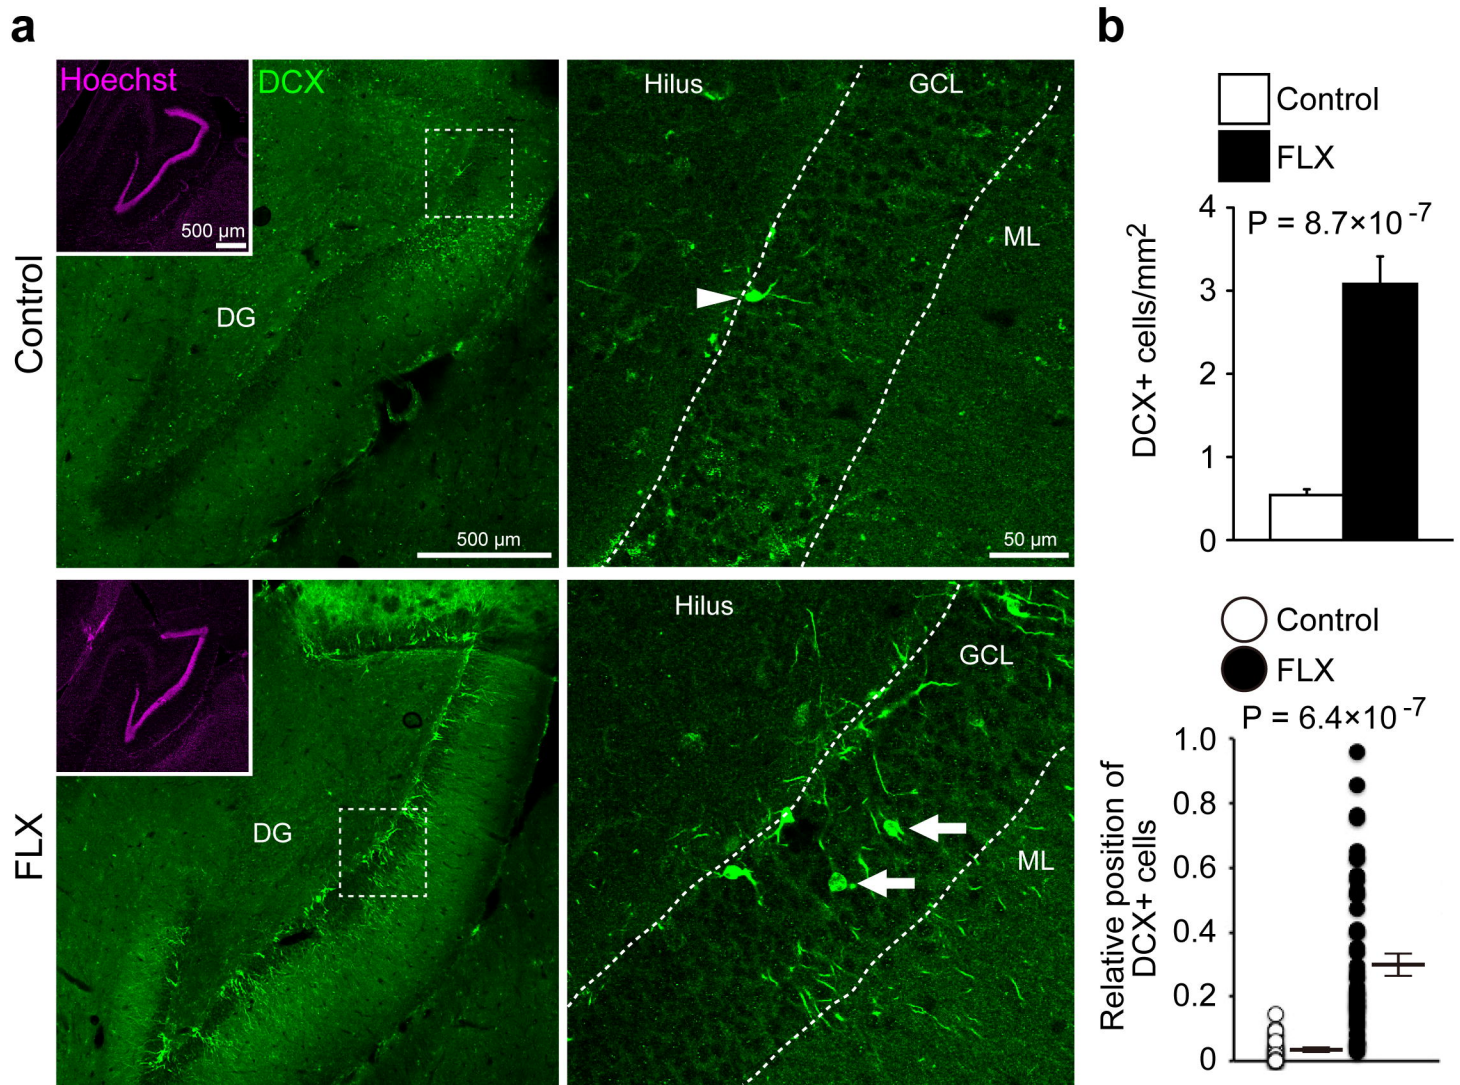 a
Control
Hoechst
500 µm
DCX
DG
500 µm
Hilus
GCL
ML
50 µm
FLX
DG
Hilus
GCL
ML
b
Control
FLX
P = 8.7×10 -7
DCX+ cells/mm2
4
3
2
1
0
Control
FLX
P = 6.4×10 -7
Relative position of
DCX+ cells
1.0
0.8
0.6
0.4
0.2
0